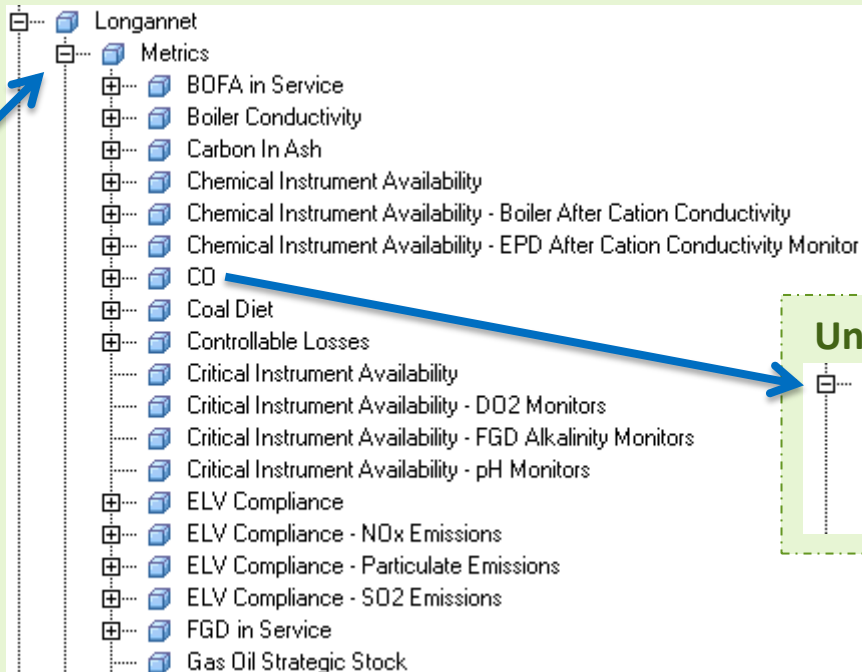 Longannet
Metrics
BOFA in Service
Boiler Conductivity
Carbon In Ash
Chemical Instrument Availability
Chemical Instrument Availability - Boiler After Cation Conductivity
Chemical Instrument Availability - EPD After Cation Conductivity Monitor
CO
Coal Diet
Controllable Losses
Un
Critical Instrument Availability
Critical Instrument Availability - DO2 Monitors
Critical Instrument Availability - FGD Alkalinity Monitors
Critical Instrument Availability - pH Monitors
ELV Compliance
ELV Compliance - NOx Emissions
ELV Compliance - Particulate Emissions
ELV Compliance - SO2 Emissions
FGD in Service
Gas Oil Strategic Stock